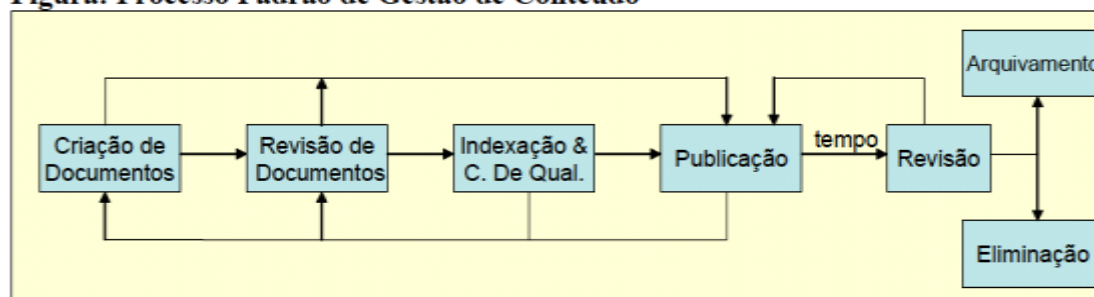 Figura: Processo Padrão de Gestão de Conteúdo
Arquivamento
Criação de
Documentos
Revisão de
Documentos
Indexação &
C. De Qual.
Publicação
tempo
Revisão
Eliminação